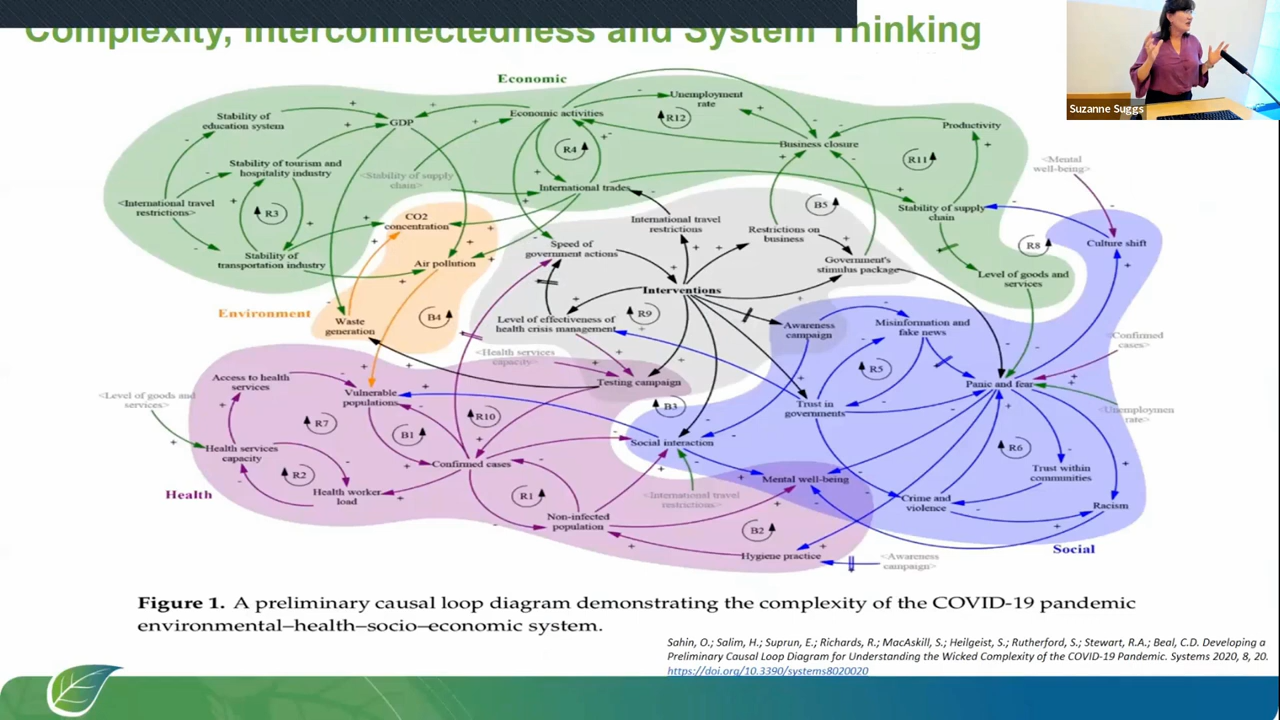 Complexity, Interconnectedness and System Thinking
Suzanne Suggs
Economic
Stability of
education system
GDP
Economic activities
Unemployment
rate
R12
Business closure
Productivity
R4
R11
Stability of tourism and
hospitality industry
<Stability of supply
chain>
International trades
<Mental
well-being>
<International travel
restrictions>
R3
CO2
concentration
International travel
restrictions
Restrictions on
business
B5
Stability of supply
chain
R8
Culture shift
Stability of
transportation industry
Air pollution
Speed of
government actions
Government's
stimulus package
Level of goods and
services
Interventions
Environment
Waste
generation
B4
Level of effectiveness of
health crisis management
R9
Awareness
campaign
Misinformation and
fake news
<Confirmed
cases>
<Health services
capacity>
R5
Access to health
services
Vulnerable
populations
Testing campaign
Panic and fear
<Level of goods and
services>
Trust in
governments
<Unemploymen
rate>
R7
B1
R10
B3
R6
Health services
capacity
Social interaction
R2
Confirmed cases
Mental well-being
Trust within
communities
Health
Health worker
load
R1
<International travel
restrictions>
Crime and
violence
Racism
Non-infected
population
B2
Hygiene practice
<Awareness
campaign>
Social
Figure 1. A preliminary causal loop diagram demonstrating the complexity of the COVID-19 pandemic
environmental–health–socio–economic system.
Sahin, O.; Salim, H.; Suprun, E.; Richards, R.; MacAskill, S.; Heilgeist, S.; Rutherford, S.; Stewart, R.A.; Beal, C.D. Developing a
Preliminary Causal Loop Diagram for Understanding the Wicked Complexity of the COVID-19 Pandemic. Systems 2020, 8, 20.
https://doi.org/10.3390/systems8020020